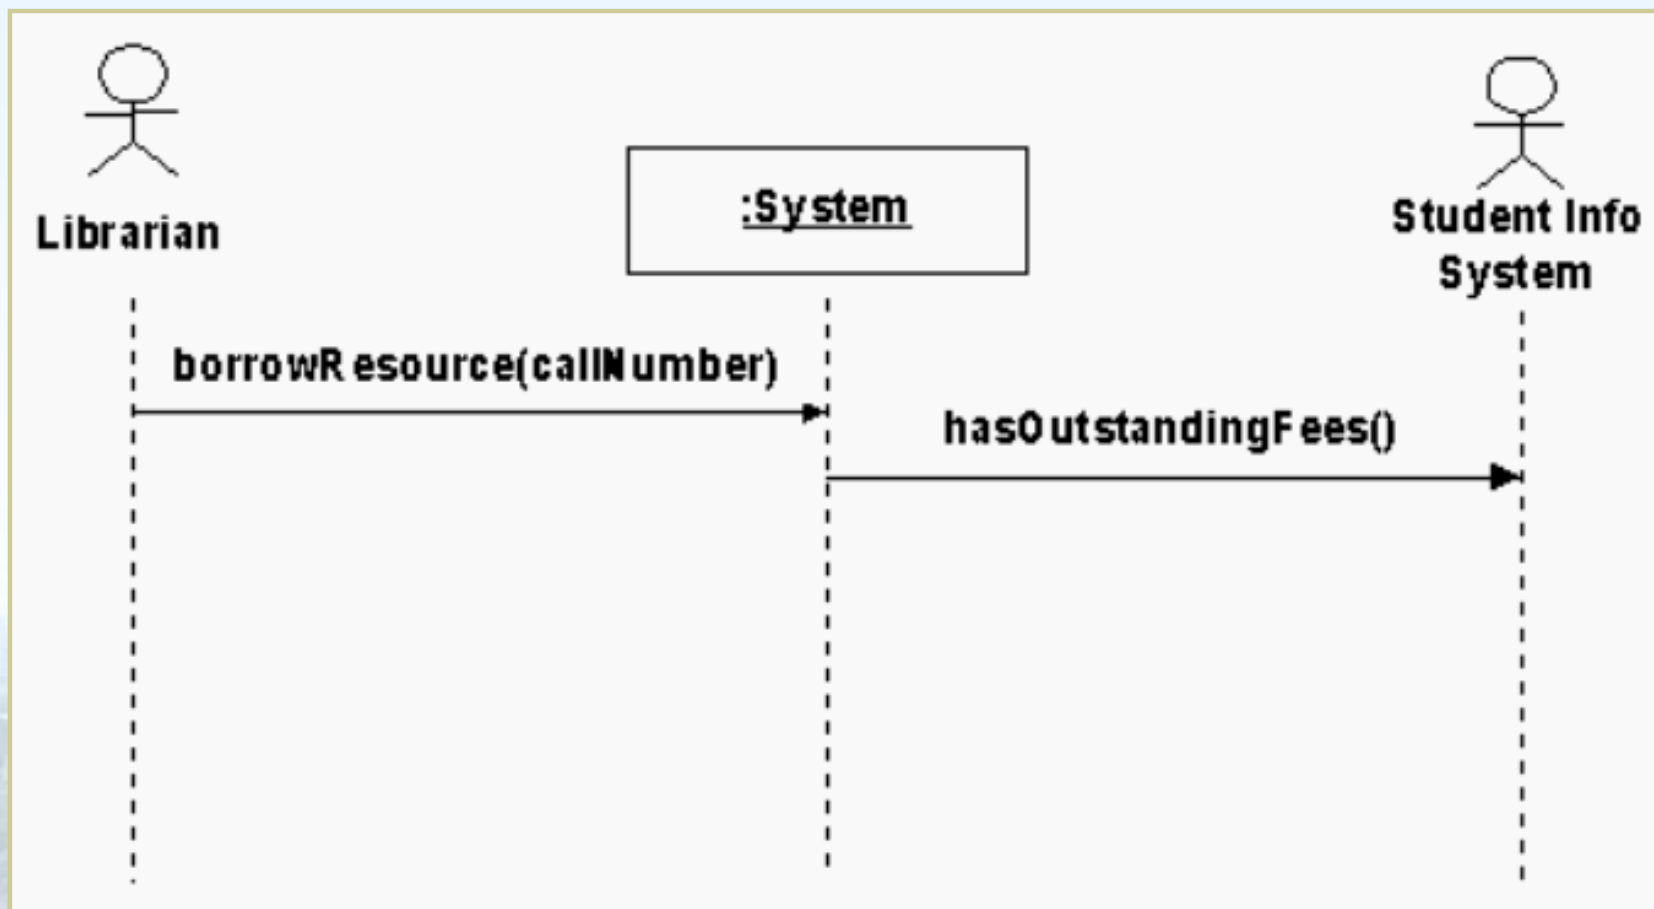 Librarian
:System
Student Info
System
borrowResource(callNumber)
hasOutstandingFees()